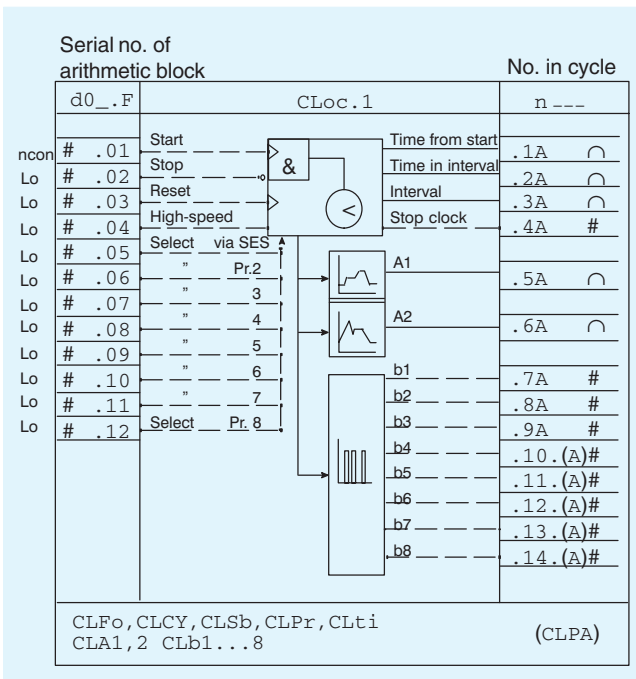 Serial no. of
arithmetic block No. in cycle
d0_.F CLoc.1 n ---
ncon # .01 Start & Time from start .1A ∩
Lo # .02 Stop Time in interval .2A ∩
Lo # .03 Reset < Interval .3A ∩
Lo # .04 High-speed Stop clock .4A #
Lo # .05 Select via SES
Lo # .06 " Pr.2 A1 .5A ∩
Lo # .07 " 3
Lo # .08 " 4 A2 .6A ∩
Lo # .09 " 5
Lo # .10 " 6 b1 .7A #
Lo # .11 " 7 b2 .8A #
Lo # .12 Select Pr. 8 b3 .9A #
b4 .10.(A)#
b5 .11.(A)#
b6 .12.(A)#
b7 .13.(A)#
b8 .14.(A)#
CLFo,CLCY,CLSb,CLPr,CLti
CLA1,2 CLb1...8 (CLPA)